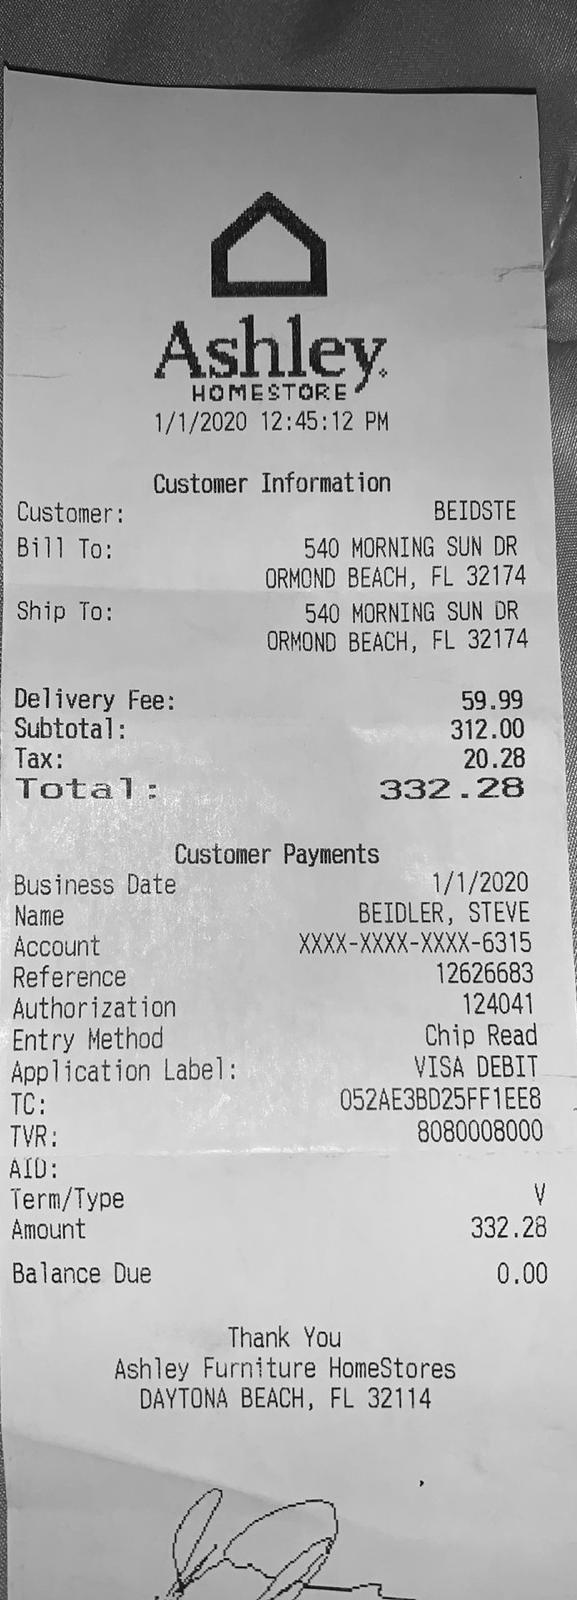 Ashley
HOMESTORE
1/1/2020 12:45:12 PM
Customer Information
Customer: BEIDSTE
Bill To: 540 MORNING SUN DR
ORMOND BEACH, FL 32174
Ship To: 540 MORNING SUN DR
ORMOND BEACH, FL 32174
Delivery Fee: 59.99
Subtotal: 312.00
Tax: 20.28
Total: 332.28
Customer Payments
Business Date 1/1/2020
Name BEIDLER, STEVE
Account XXXX-XXXX-XXXX-6315
Reference 12626683
Authorization 124041
Entry Method Chip Read
Application Label: VISA DEBIT
TC: 052AE3BD25FF1EE8
TVR: 8080008000
AID:
Term/Type V
Amount 332.28
Balance Due 0.00
Thank You
Ashley Furniture HomeStores
DAYTONA BEACH, FL 32114